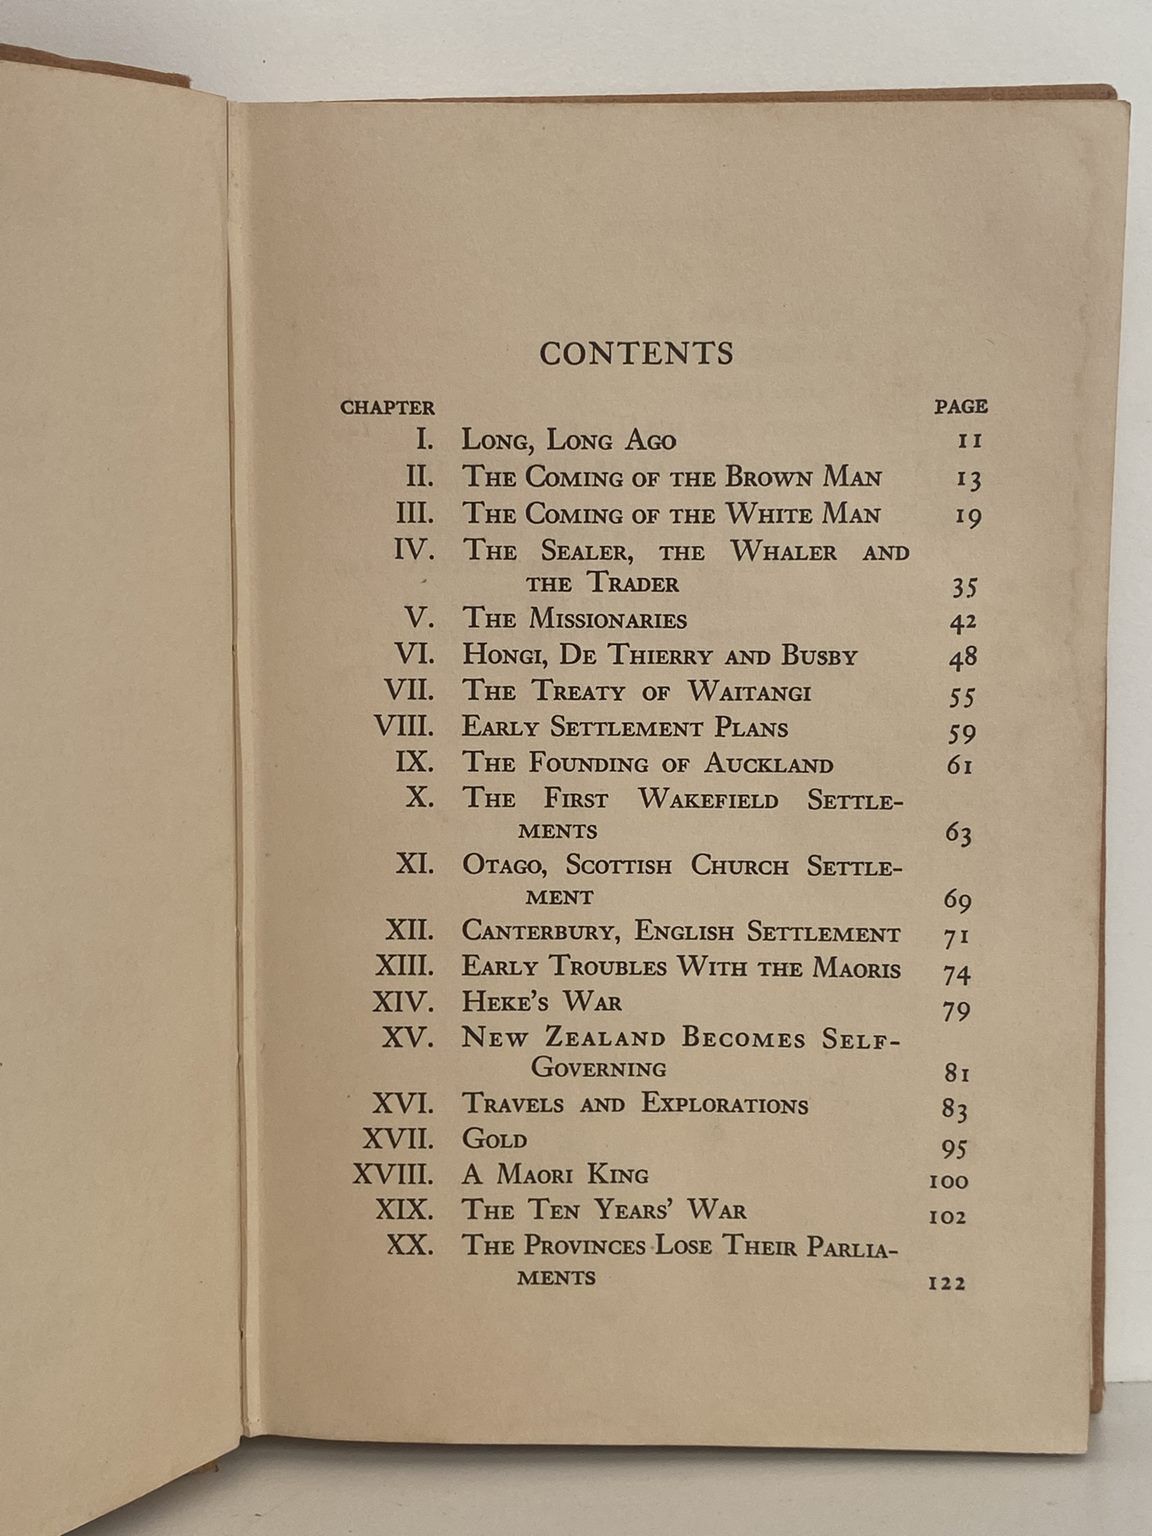 CONTENTS
CHAPTER PAGE
I. Long, Long Ago 11
II. The Coming of the Brown Man 13
III. The Coming of the White Man 19
IV. The Sealer, the Whaler and
the Trader 35
V. The Missionaries 42
VI. Hongi, De Thierry and Busby 48
VII. The Treaty of Waitangi 55
VIII. Early Settlement Plans 59
IX. The Founding of Auckland 61
X. The First Wakefield Settle-
ments 63
XI. Otago, Scottish Church Settle-
ment 69
XII. Canterbury, English Settlement 71
XIII. Early Troubles With the Maoris 74
XIV. Heke's War 79
XV. New Zealand Becomes Self-
Governing 81
XVI. Travels and Explorations 83
XVII. Gold 95
XVIII. A Maori King 100
XIX. The Ten Years' War 102
XX. The Provinces Lose Their Parlia-
ments 122